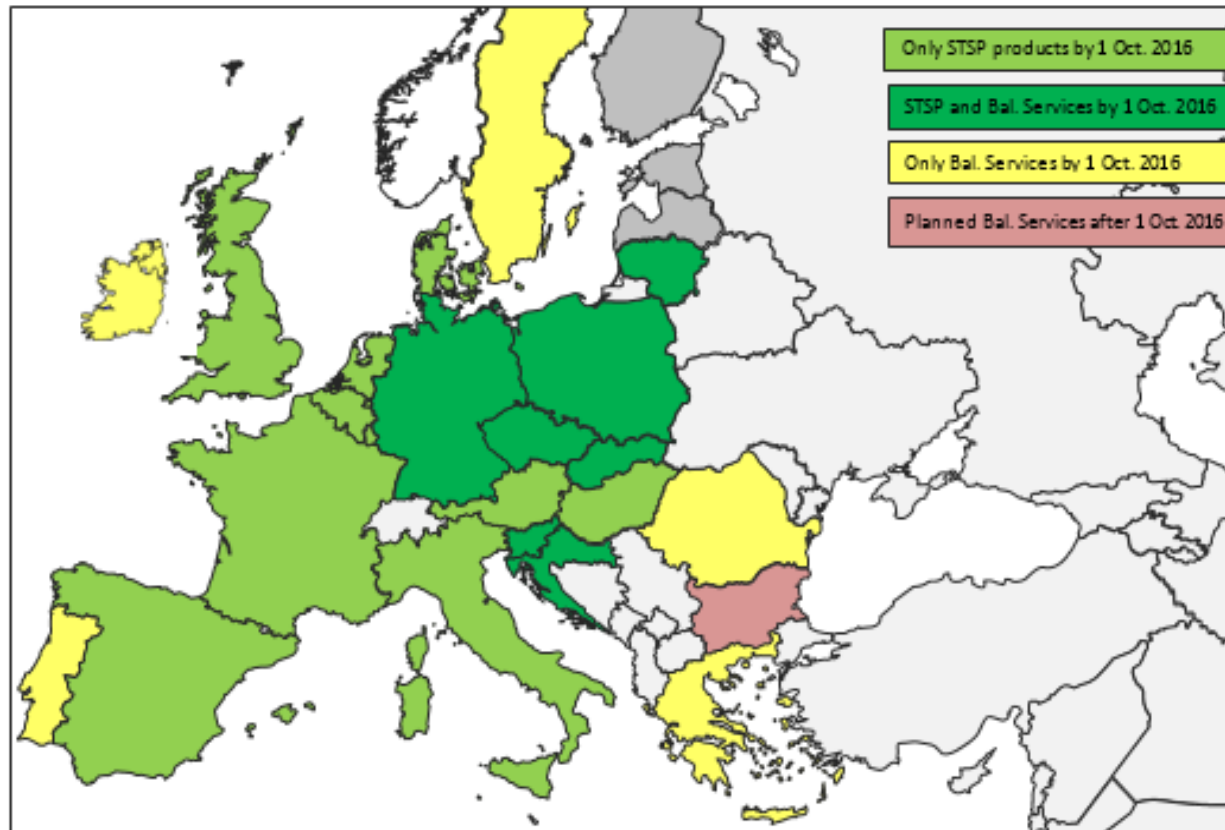 Only STSP products by 1 Oct. 2016
STSP and Bal. Services by 1 Oct. 2016
Only Bal. Services by 1 Oct. 2016
Planned Bal. Services after 1 Oct. 2016